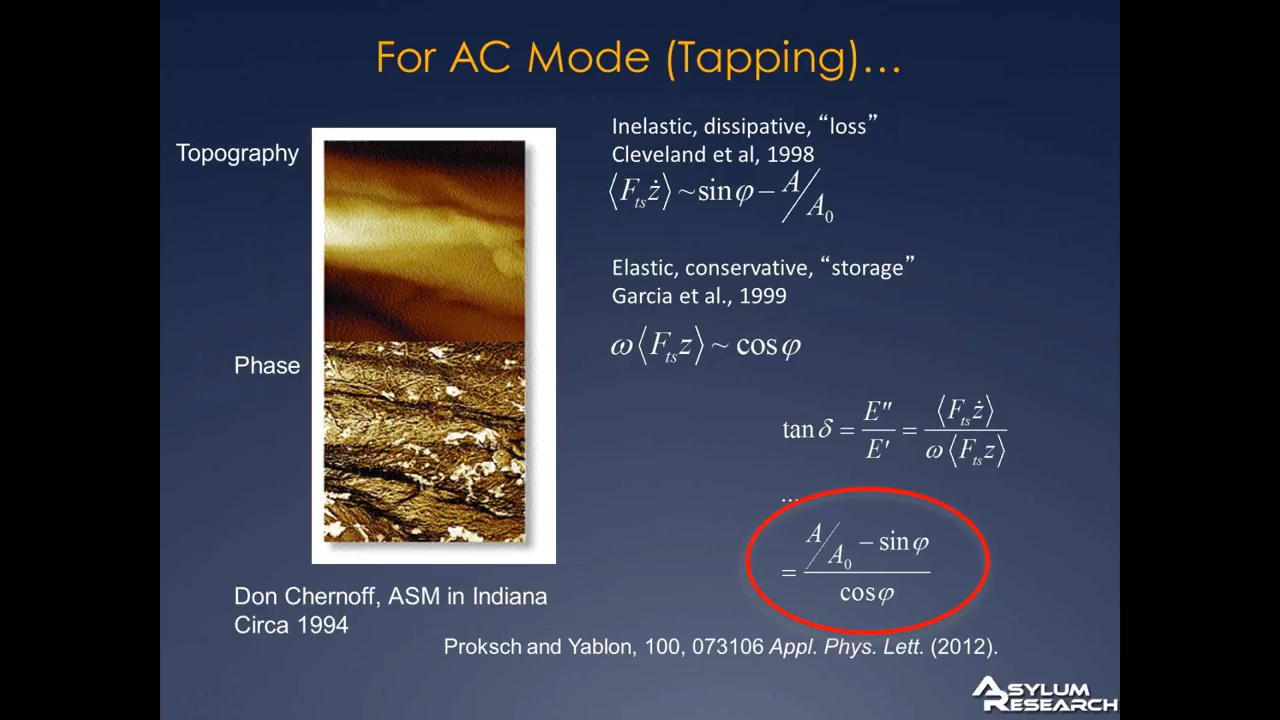 For AC Mode (Tapping)…
Topography
Phase
Don Chernoff, ASM in Indiana
Circa 1994
Inelastic, dissipative, “loss”
Cleveland et al, 1998
⟨F_ts ż⟩ ~ sin φ − A/A_0
Elastic, conservative, “storage”
Garcia et al., 1999
ω⟨F_ts z⟩ ~ cos φ
tan δ = E″/E′ = ⟨F_ts ż⟩ / ω⟨F_ts z⟩
...
= (A/A_0 − sin φ) / cos φ
Proksch and Yablon, 100, 073106 Appl. Phys. Lett. (2012).
ASYLUM
RESEARCH